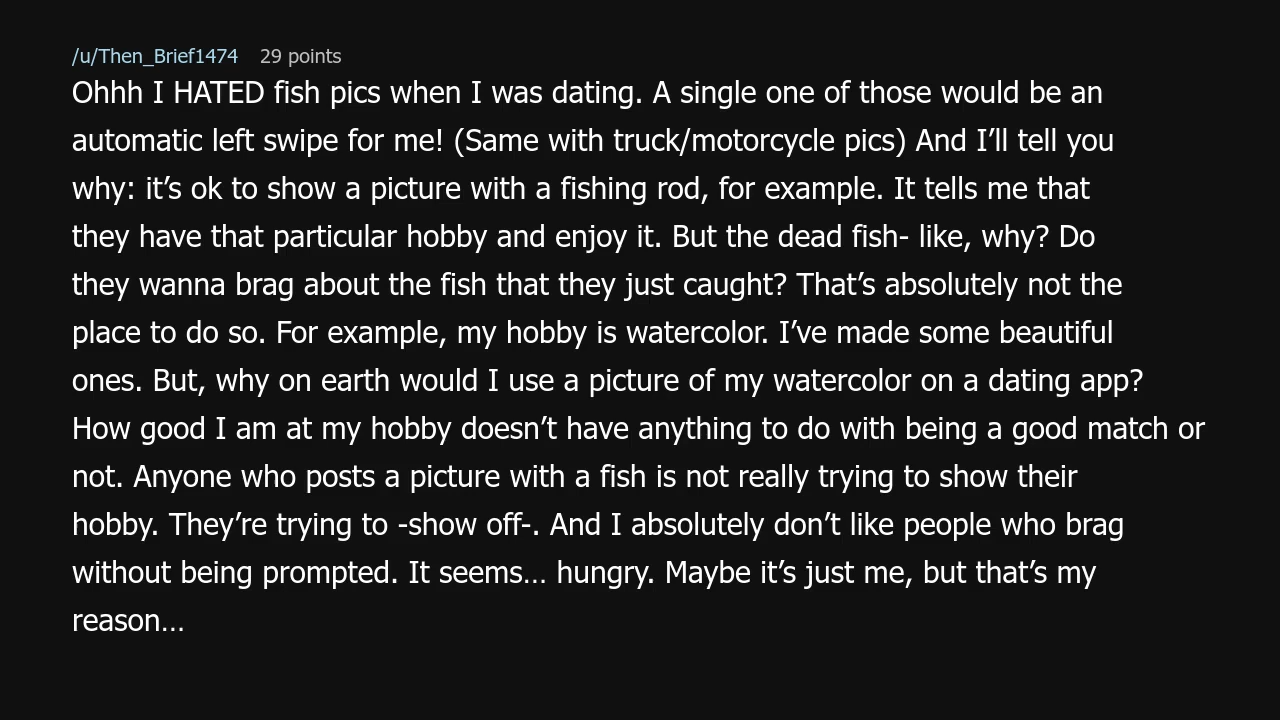 /u/Then_Brief1474 29 points
Ohhh I HATED fish pics when I was dating. A single one of those would be an
automatic left swipe for me! (Same with truck/motorcycle pics) And I’ll tell you
why: it’s ok to show a picture with a fishing rod, for example. It tells me that
they have that particular hobby and enjoy it. But the dead fish- like, why? Do
they wanna brag about the fish that they just caught? That’s absolutely not the
place to do so. For example, my hobby is watercolor. I’ve made some beautiful
ones. But, why on earth would I use a picture of my watercolor on a dating app?
How good I am at my hobby doesn’t have anything to do with being a good match or
not. Anyone who posts a picture with a fish is not really trying to show their
hobby. They’re trying to -show off-. And I absolutely don’t like people who brag
without being prompted. It seems… hungry. Maybe it’s just me, but that’s my
reason…